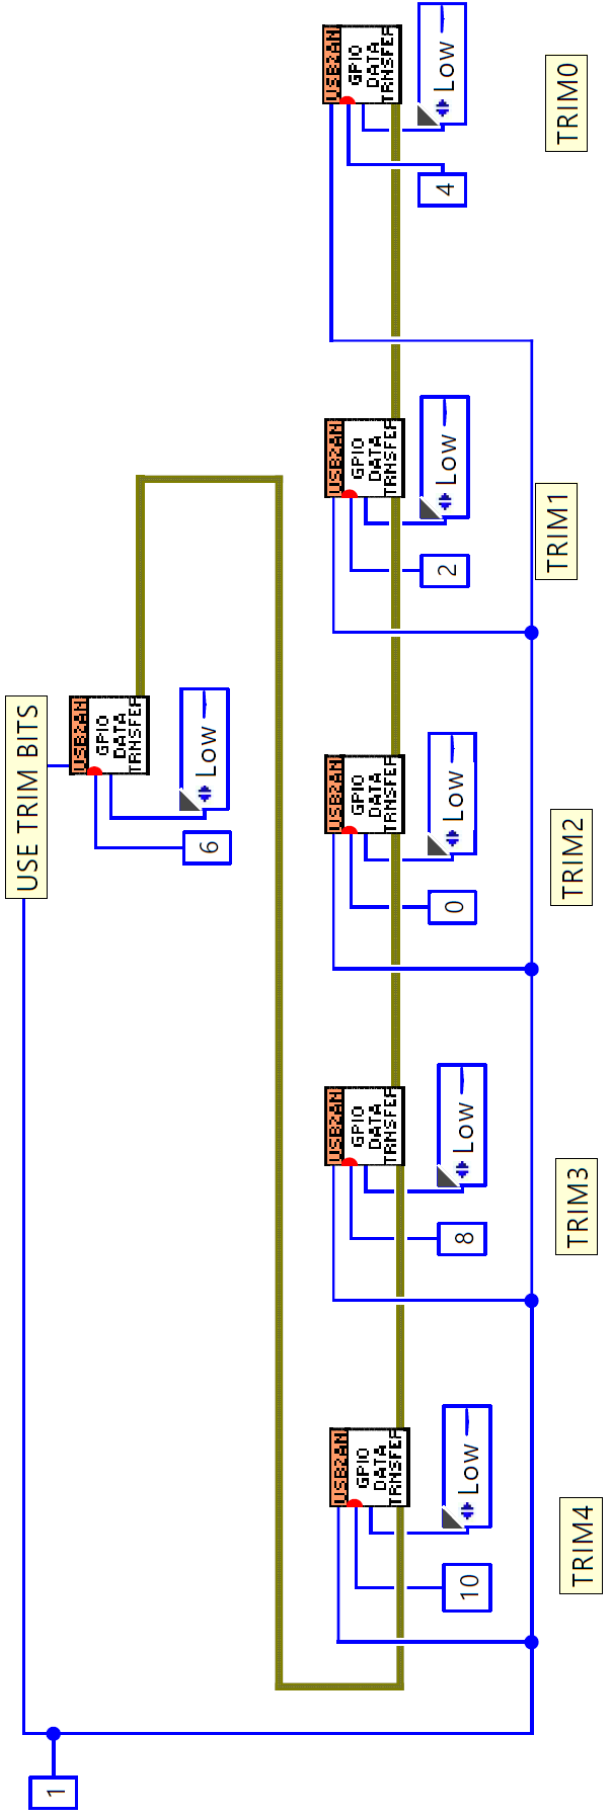 1
USE TRIM BITS
USB2AN
GPIO
DATA
TRNSFER
6
Low
USB2AN
GPIO
DATA
TRNSFER
10
Low
TRIM4
USB2AN
GPIO
DATA
TRNSFER
8
Low
TRIM3
USB2AN
GPIO
DATA
TRNSFER
0
Low
TRIM2
USB2AN
GPIO
DATA
TRNSFER
2
Low
TRIM1
USB2AN
GPIO
DATA
TRNSFER
4
Low
TRIM0